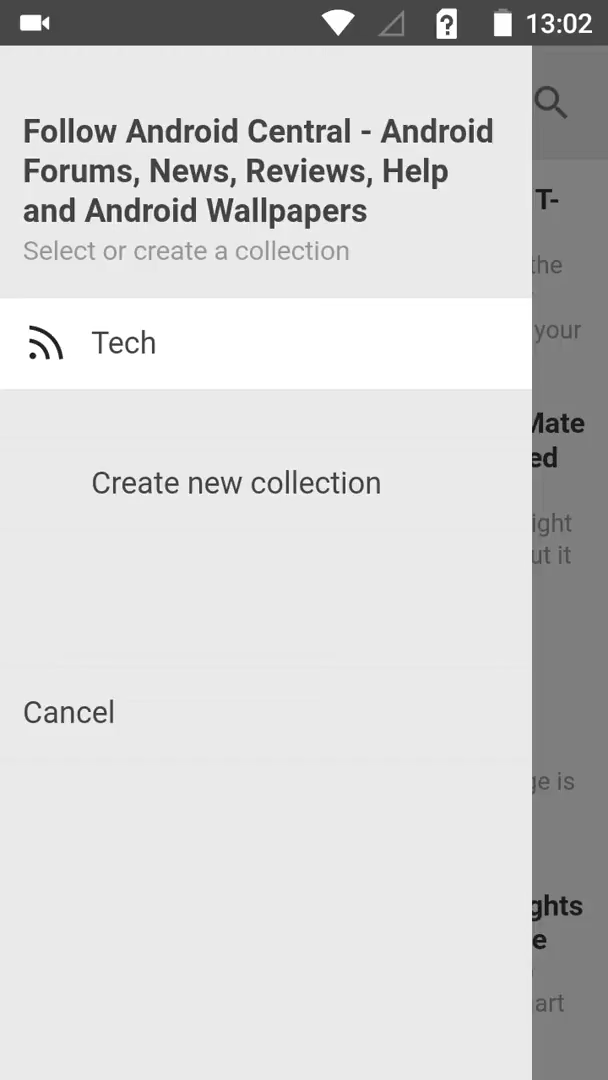 13:02
Follow Android Central - Android
Forums, News, Reviews, Help
and Android Wallpapers
Select or create a collection
Tech
Create new collection
Cancel
T-
the
your
Mate
ed
ight
ut it
ge is
ghts
e
art